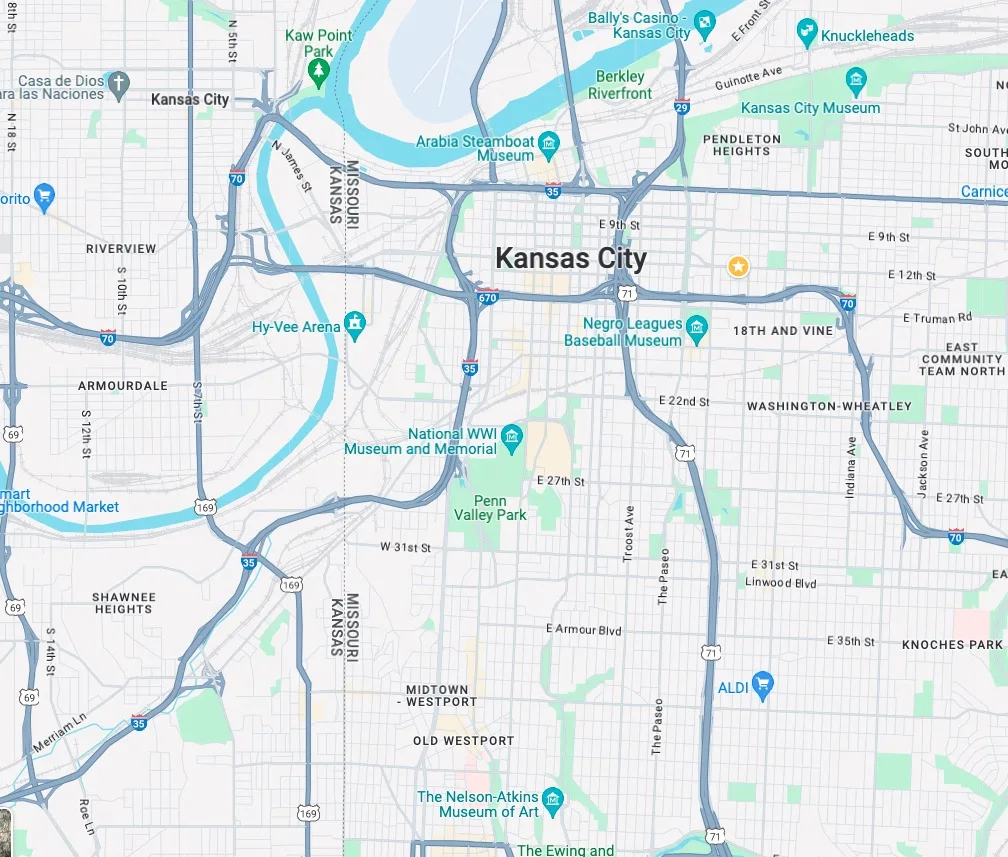 8th St
N 5th St
Kaw Point
Park
Bally's Casino -
Kansas City
E Front St
Knuckleheads
Casa de Dios
ara las Naciones
Kansas City
Berkley
Riverfront
Guinotte Ave
Kansas City Museum
NO
29
N 18 St
Arabia Steamboat
Museum
PENDLETON
HEIGHTS
St John Av
SOUTH
MO
N James St
MISSOURI
KANSAS
70
35
Carnice
orito
E 9th St
E 9th St
RIVERVIEW
Kansas City
E 12th St
S 10th St
670
71
70
E Truman Rd
Hy-Vee Arena
Negro Leagues
Baseball Museum
18TH AND VINE
70
EAST
COMMUNITY
TEAM NORTH
35
ARMOURDALE
S 7th St
S 12th St
E 22nd St
WASHINGTON-WHEATLEY
69
National WWI
Museum and Memorial
71
Indiana Ave
Jackson Ave
E 27th St
E 27th St
mart
ghborhood Market
169
Penn
Valley Park
Troost Ave
70
W 31st St
The Paseo
35
E 31st St
Linwood Blvd
EA
169
69
SHAWNEE
HEIGHTS
MISSOURI
KANSAS
S 14th St
E Armour Blvd
E 35th St
KNOCHES PARK
71
69
MIDTOWN
- WESTPORT
ALDI
35
Merriam Ln
The Paseo
OLD WESTPORT
Roe Ln
169
The Nelson-Atkins
Museum of Art
71
The Ewing and